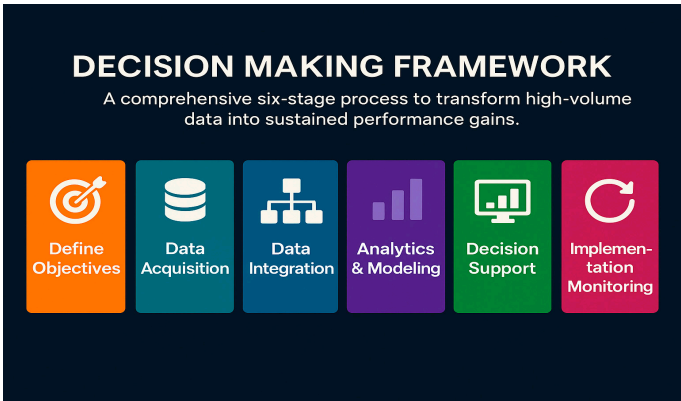 DECISION MAKING FRAMEWORK
A comprehensive six-stage process to transform high-volume
data into sustained performance gains.
Define
Objectives
Data
Acquisition
Data
Integration
Analytics
& Modeling
Decision
Support
Implemen-
tation
Monitoring